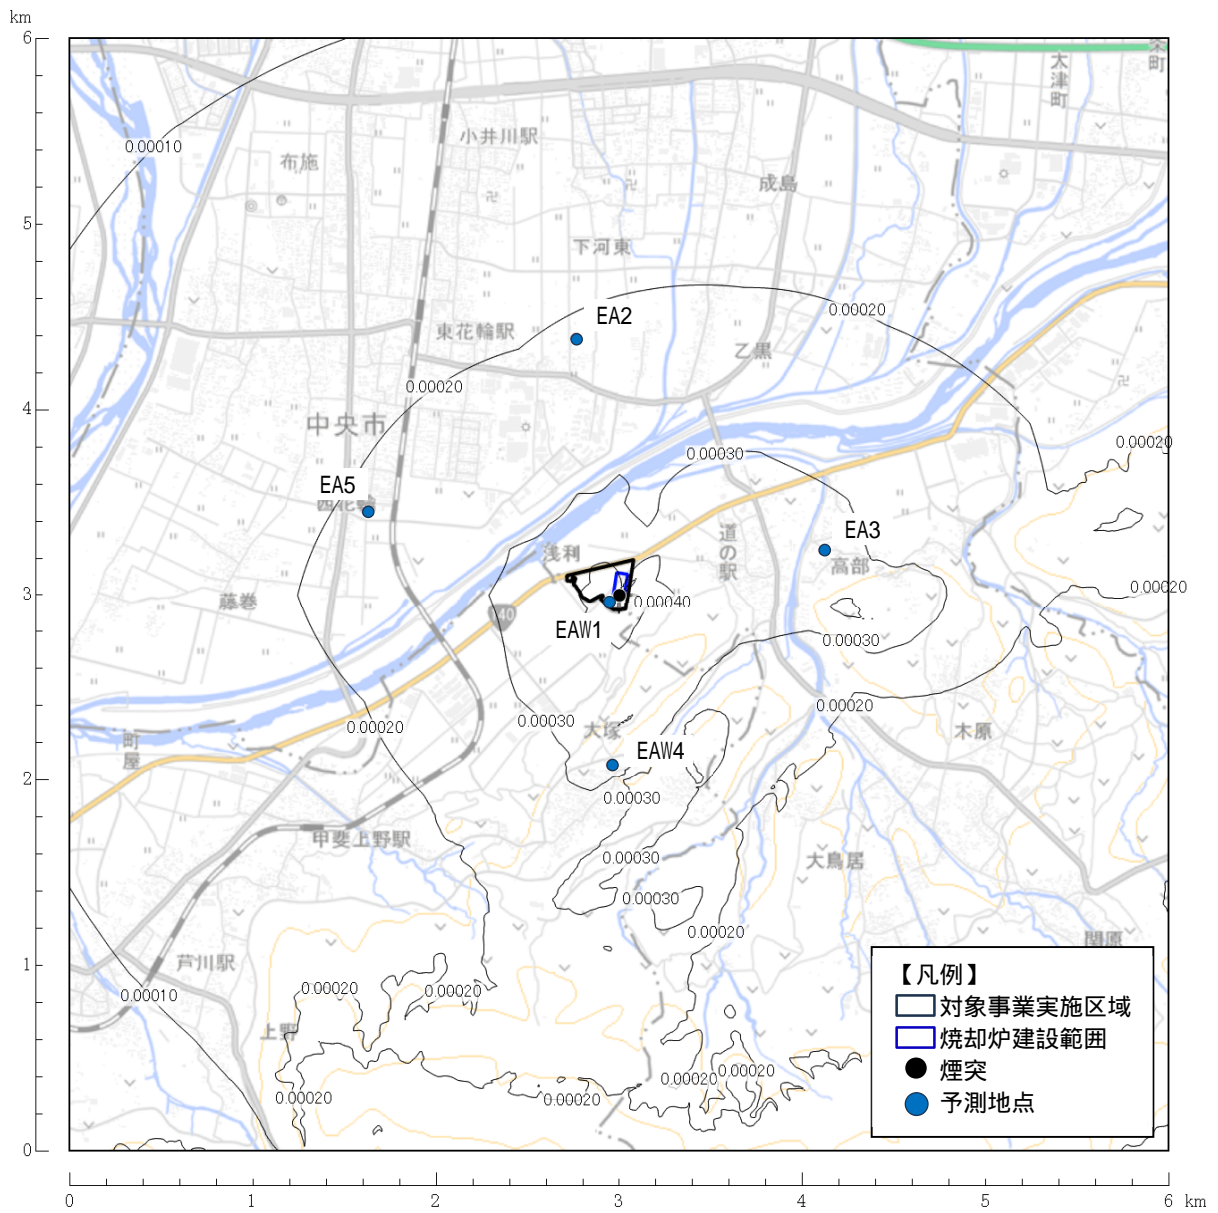 km
6
5
4
3
2
1
0
0
1
2
3
4
5
6
km
大津町
0.00010
小井川駅
布施
成島
下河東
0.00020
EA2
東花輪駅
乙黒
0.00020
中央市
0.00020
0.00030
EA5
EA3
道の駅
高部
浅利
0.00040
0.00020
藤巻
EAW1
0.00030
0.00020
0.00030
0.00020
大塚
木原
町屋
EAW4
0.00030
甲斐上野駅
0.00030
大鳥居
0.00030
0.00020
関原
芦川駅
0.00010
0.00020
0.00020
上野
0.00020
0.00020
0.00020
0.00020
【凡例】
対象事業実施区域
焼却炉建設範囲
煙突
予測地点